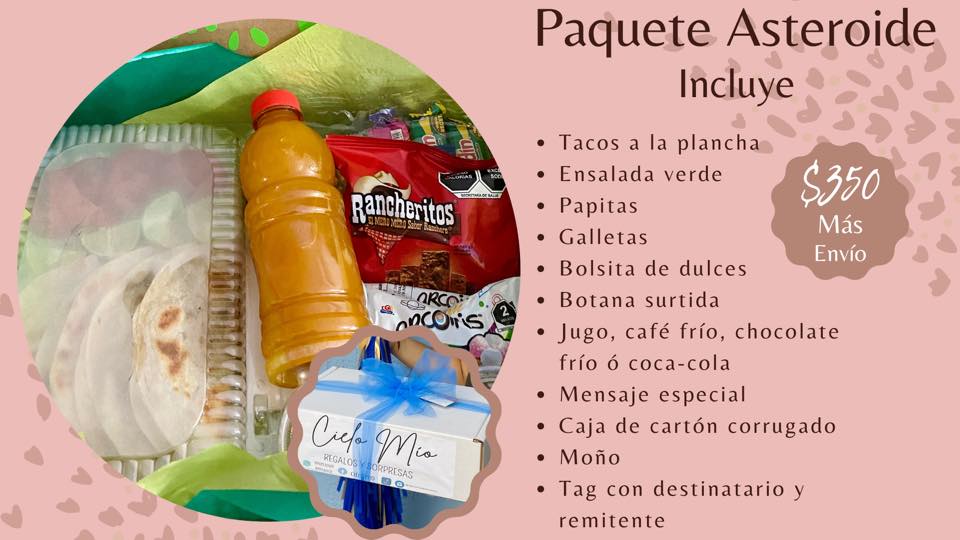 Paquete Asteroide
Incluye
Tacos a la plancha
Ensalada verde
Papitas
Galletas
Bolsita de dulces
Botana surtida
Jugo, café frío, chocolate
frío ó coca-cola
Mensaje especial
Caja de cartón corrugado
Moño
Tag con destinatario y
remitente
$350
Más
Envío
Rancheritos
Arcoiris
Cielo Mío
REGALOS Y SORPRESAS